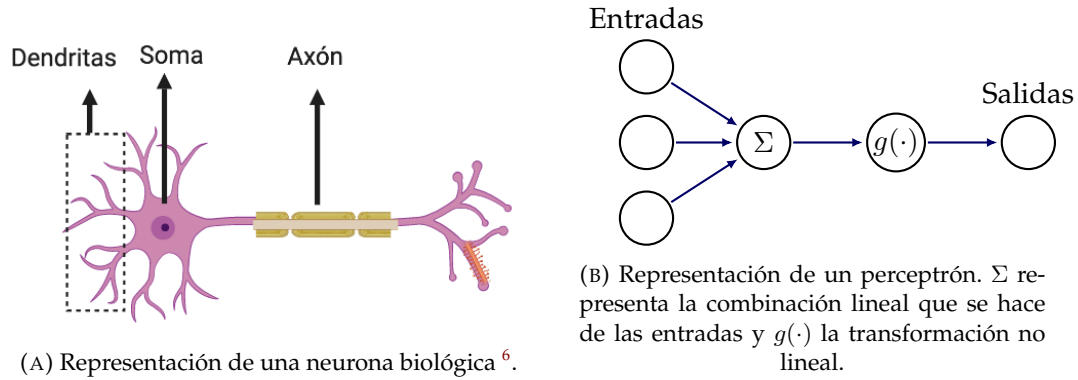 Dendritas Soma Axón
(A) Representación de una neurona biológica 6.
Entradas
Salidas
Σ
g(·)
(B) Representación de un perceptrón. Σ re-
presenta la combinación lineal que se hace
de las entradas y g(·) la transformación no
lineal.